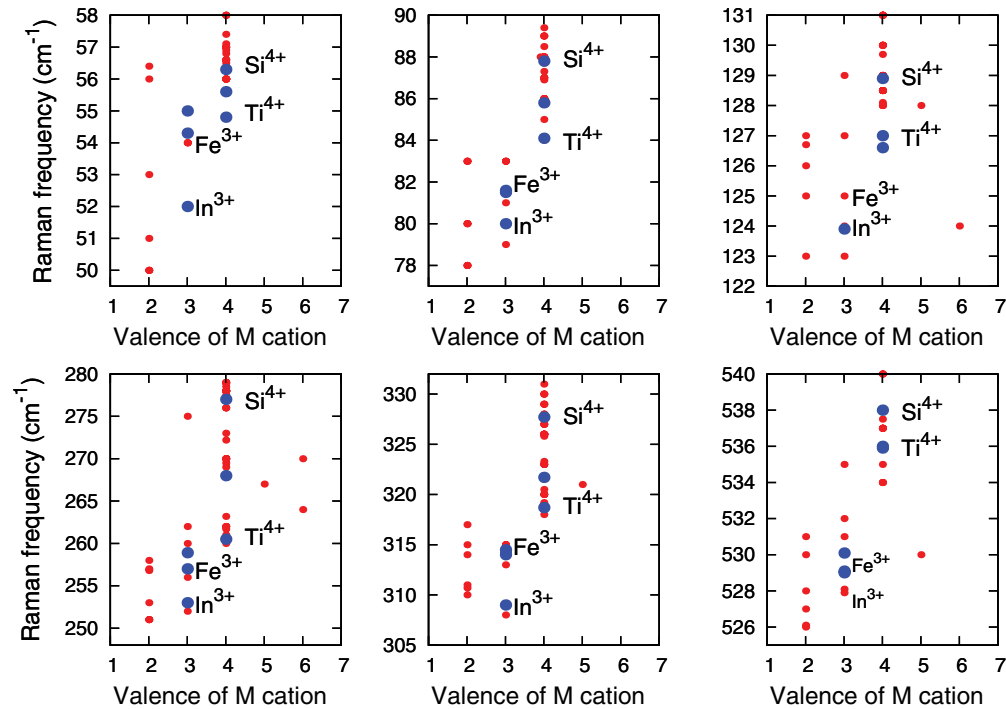 Raman frequency (cm⁻¹)
58
57
56
55
54
53
52
51
50
Si⁴⁺
Ti⁴⁺
Fe³⁺
In³⁺
1 2 3 4 5 6 7
Valence of M cation
90
88
86
84
82
80
78
Si⁴⁺
Ti⁴⁺
Fe³⁺
In³⁺
1 2 3 4 5 6 7
Valence of M cation
131
130
129
128
127
126
125
124
123
122
Si⁴⁺
Ti⁴⁺
Fe³⁺
In³⁺
1 2 3 4 5 6 7
Valence of M cation
Raman frequency (cm⁻¹)
280
275
270
265
260
255
250
Si⁴⁺
Ti⁴⁺
Fe³⁺
In³⁺
1 2 3 4 5 6 7
Valence of M cation
330
325
320
315
310
305
Si⁴⁺
Ti⁴⁺
Fe³⁺
In³⁺
1 2 3 4 5 6 7
Valence of M cation
540
538
536
534
532
530
528
526
Si⁴⁺
Ti⁴⁺
Fe³⁺
In³⁺
1 2 3 4 5 6 7
Valence of M cation